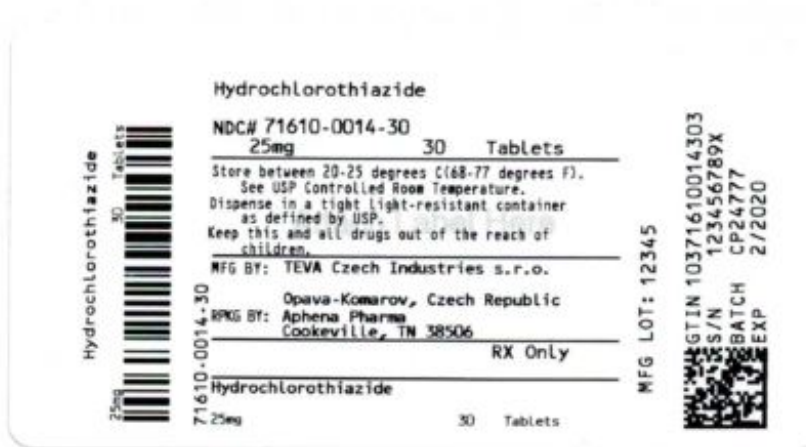 Hydrochlorothiazide
NDC# 71610-0014-30
25mg 30 Tablets
Store between 20-25 degrees C(68-77 degrees F).
See USP Controlled Room Temperature.
Dispense in a tight light-resistant container
as defined by USP.
Keep this and all drugs out of the reach of
children.
MFG BY: TEVA Czech Industries s.r.o.
Opava-Komarov, Czech Republic
RPKG BY: Aphena Pharma
Cookeville, TN 38506
RX Only
Hydrochlorothiazide
25mg 30 Tablets
Hydrochlorothiazide
25mg 30 Tablets
71610-0014-30
MFG LOT: 12345
GTIN 10371610014303
S/N 123456789X
BATCH CP24777
EXP 2/2020
Label Here